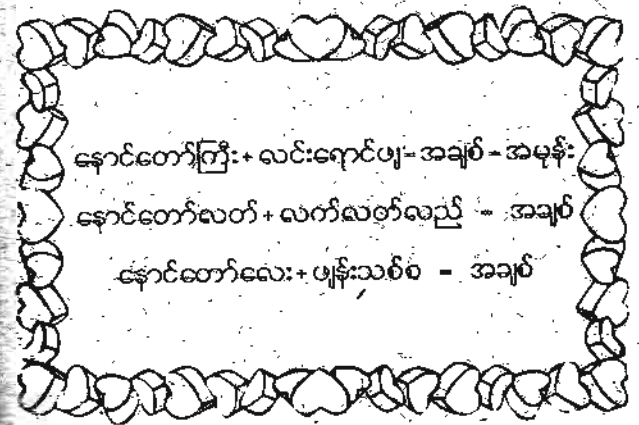 နောင်တော်ကြီး + လင်းရောင်ဖျ - အချစ် - အမုန်း
နောင်တော်လတ် + လက်လတ်လည် - အချစ်
နောင်တော်လေး + ဖျန်းသစ်စ - အချစ်